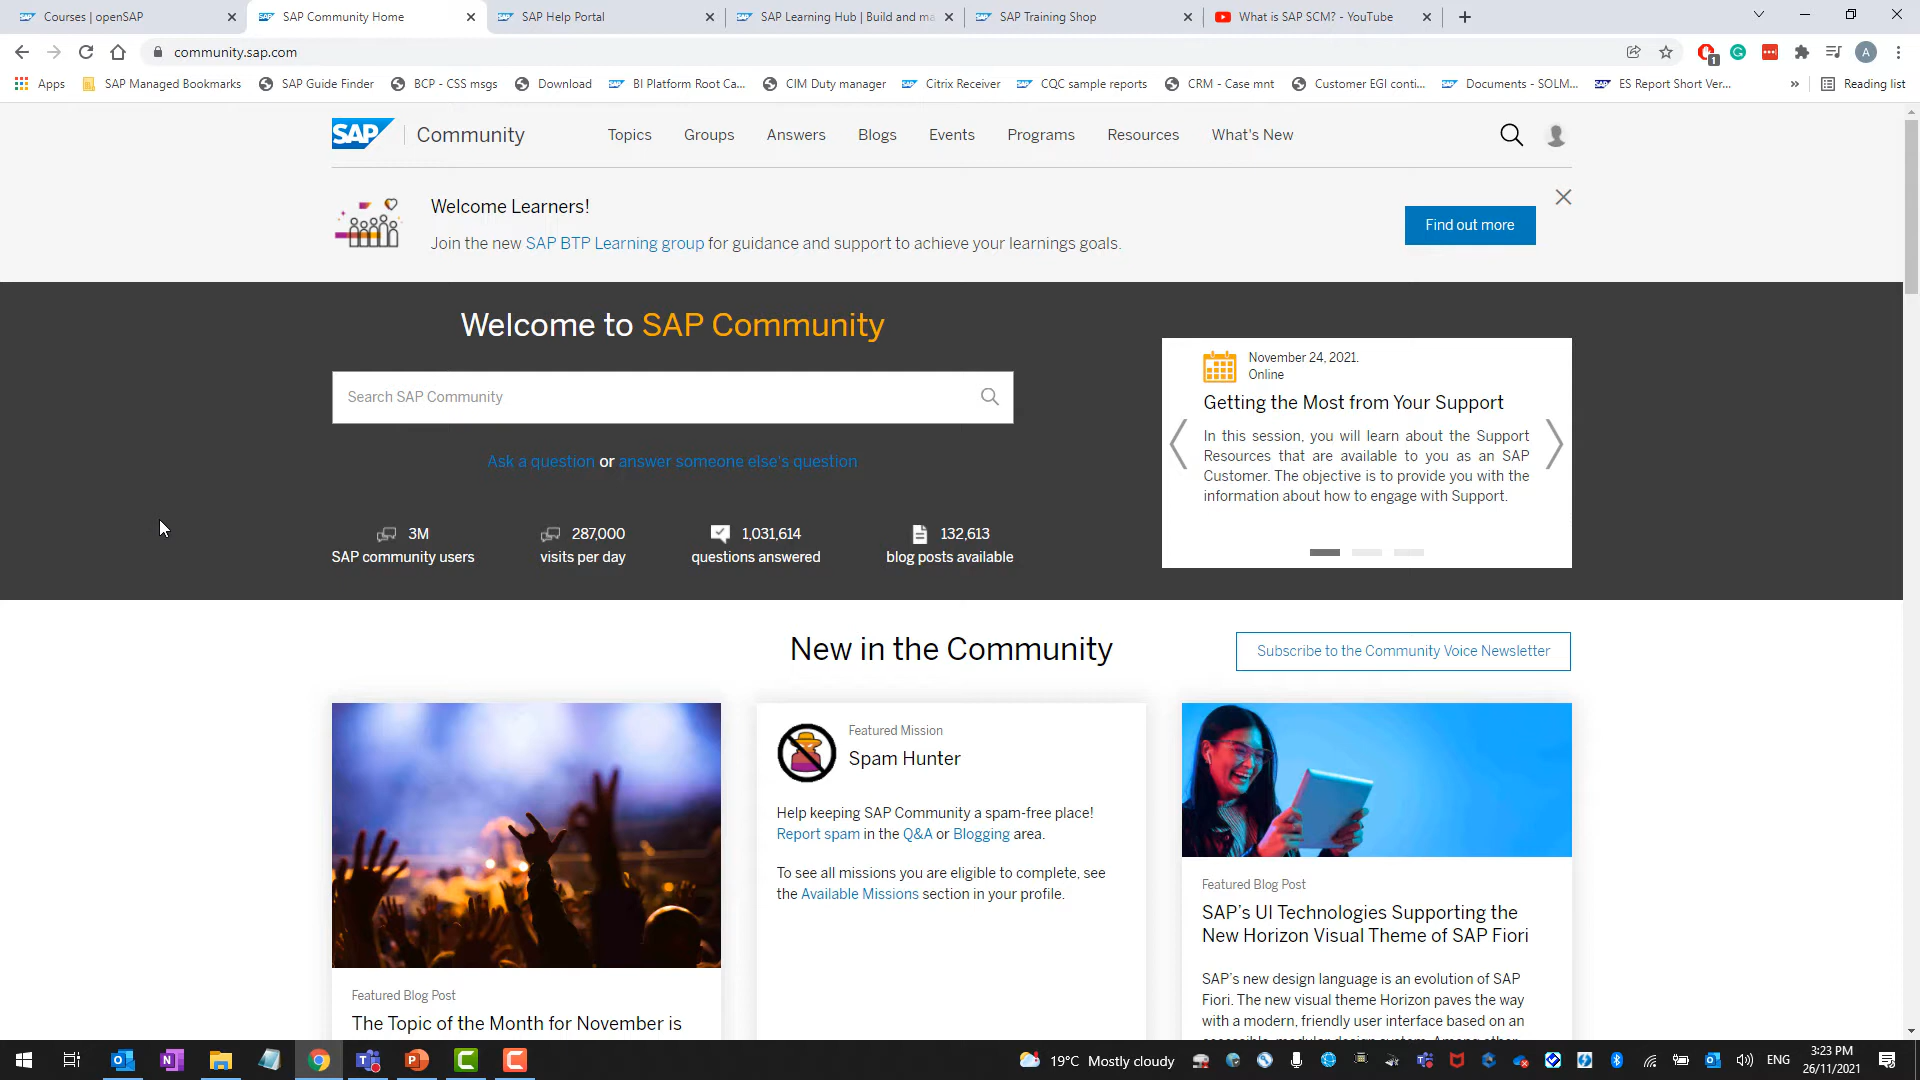 Courses | openSAP
SAP Community Home
SAP Help Portal
SAP Learning Hub | Build and ma
SAP Training Shop
What is SAP SCM? - YouTube
community.sap.com
1
A
Apps
SAP Managed Bookmarks
SAP Guide Finder
BCP - CSS msgs
Download
BI Platform Root Ca...
CIM Duty manager
Citrix Receiver
CQC sample reports
CRM - Case mnt
Customer EGI conti...
Documents - SOLM...
ES Report Short Ver...
»
Reading list
SAP
Community
Topics
Groups
Answers
Blogs
Events
Programs
Resources
What's New
Welcome Learners!
Join the new SAP BTP Learning group for guidance and support to achieve your learnings goals.
Find out more
Welcome to SAP Community
Search SAP Community
Ask a question or answer someone else's question
3M
SAP community users
287,000
visits per day
1,031,614
questions answered
132,613
blog posts available
November 24, 2021.
Online
Getting the Most from Your Support
In this session, you will learn about the Support
Resources that are available to you as an SAP
Customer. The objective is to provide you with the
information about how to engage with Support.
New in the Community
Subscribe to the Community Voice Newsletter
Featured Blog Post
The Topic of the Month for November is
Featured Mission
Spam Hunter
Help keeping SAP Community a spam-free place!
Report spam in the Q&A or Blogging area.
To see all missions you are eligible to complete, see
the Available Missions section in your profile.
Featured Blog Post
SAP's UI Technologies Supporting the
New Horizon Visual Theme of SAP Fiori
SAP's new design language is an evolution of SAP
Fiori. The new visual theme Horizon paves the way
with a modern, friendly user interface based on an
19°C Mostly cloudy
ENG
3:23 PM
26/11/2021